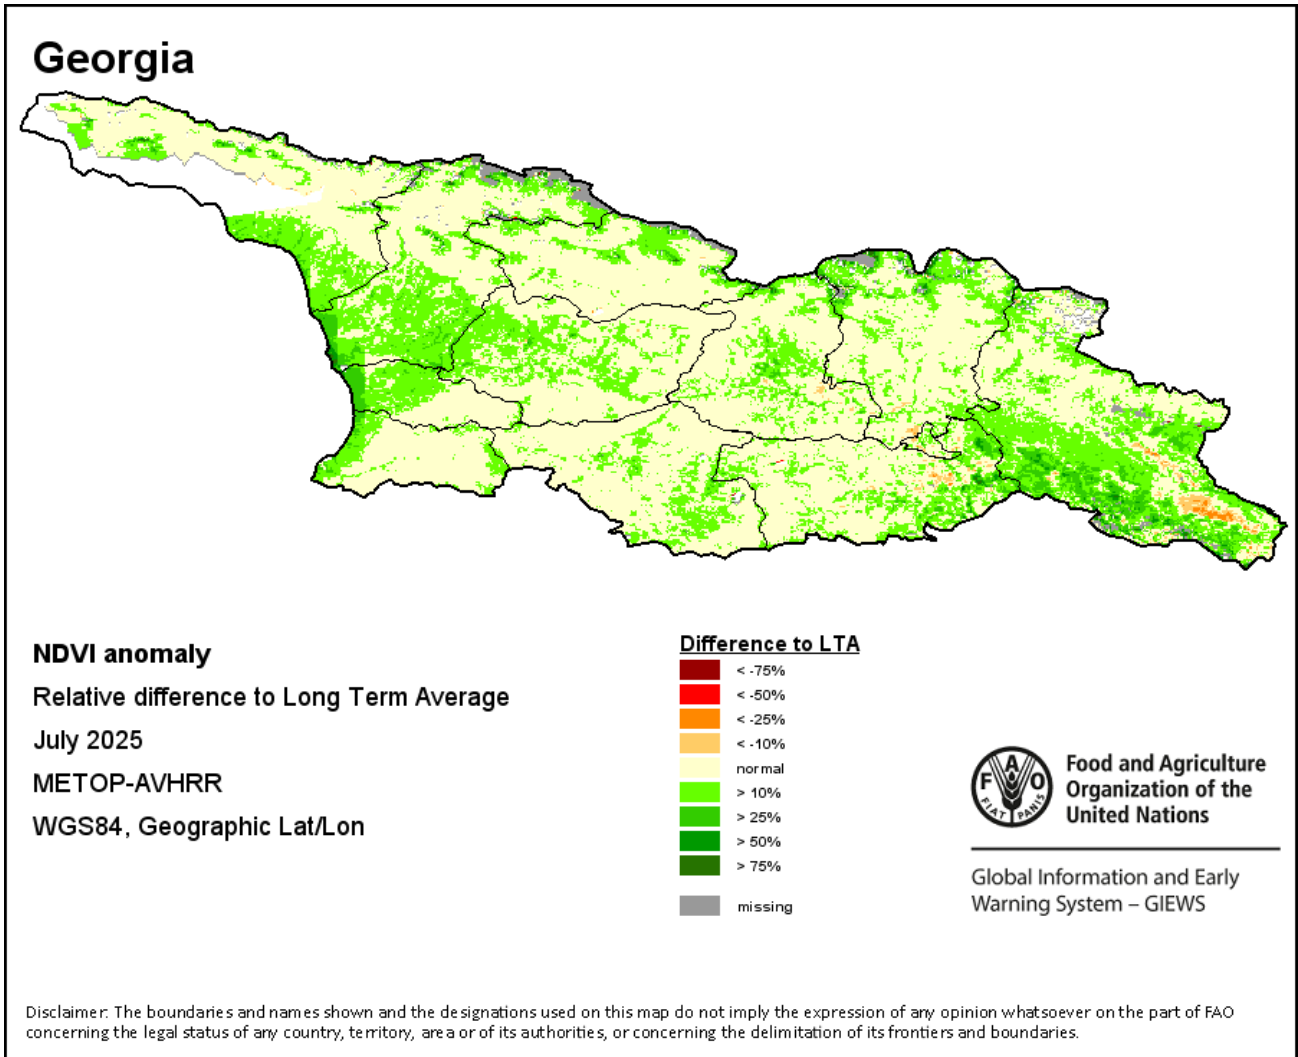 Georgia
NDVI anomaly
Relative difference to Long Term Average
July 2025
METOP-AVHRR
WGS84, Geographic Lat/Lon
Difference to LTA
< -75%
< -50%
< -25%
< -10%
normal
> 10%
> 25%
> 50%
> 75%
missing
F A O
FIAT PANIS
Food and Agriculture
Organization of the
United Nations
Global Information and Early
Warning System – GIEWS
Disclaimer: The boundaries and names shown and the designations used on this map do not imply the expression of any opinion whatsoever on the part of FAO
concerning the legal status of any country, territory, area or of its authorities, or concerning the delimitation of its frontiers and boundaries.